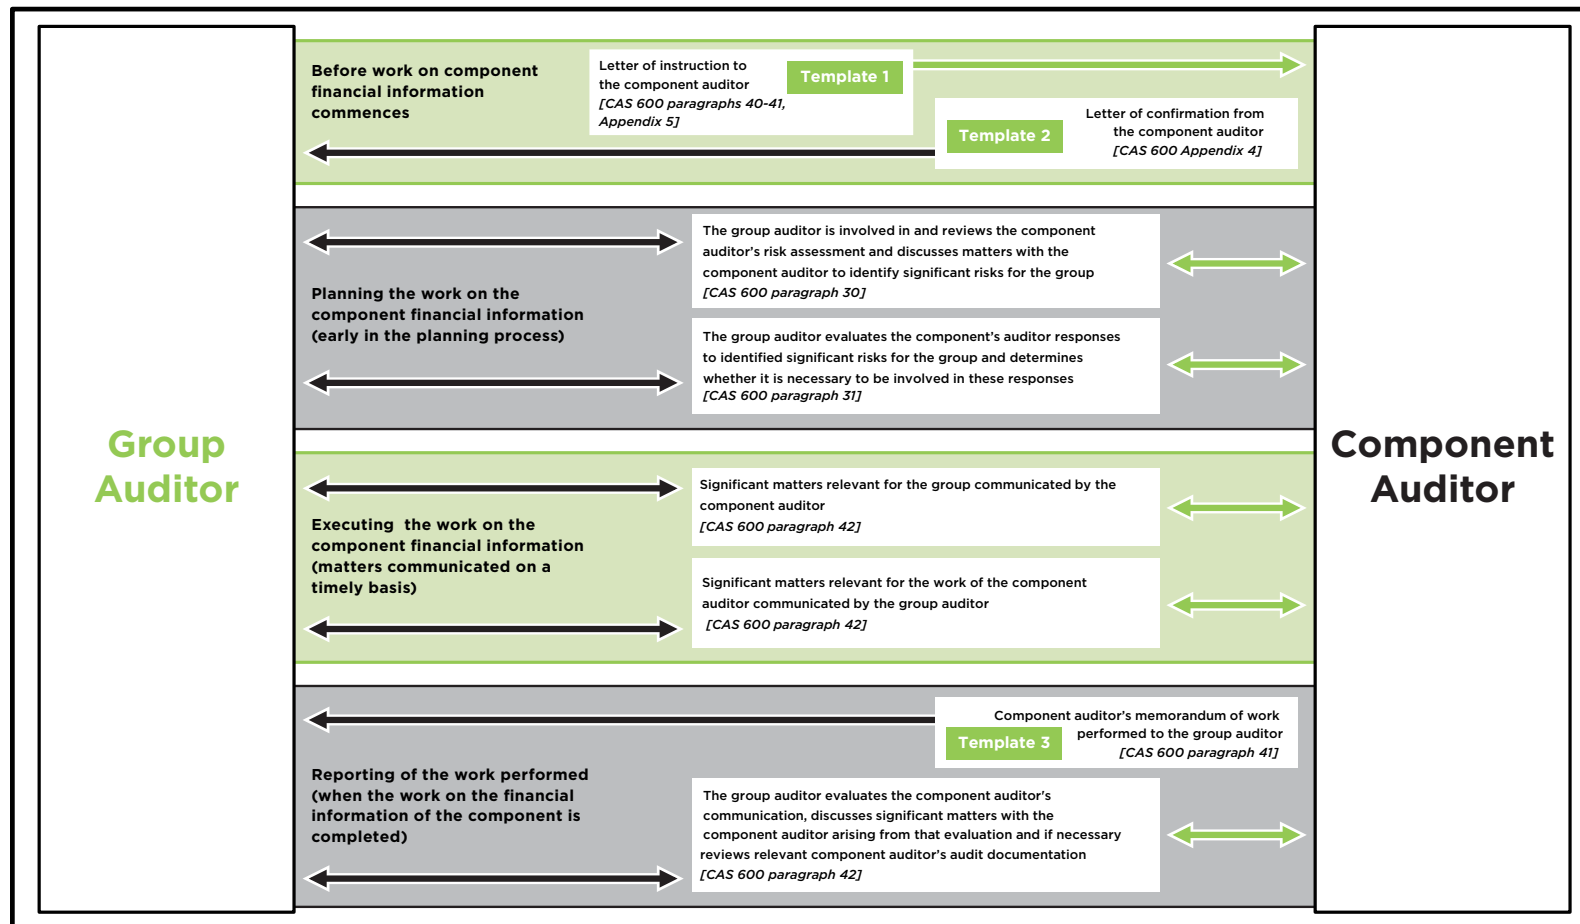 Group
Auditor
Before work on component
financial information
commences
Letter of instruction to
the component auditor
[CAS 600 paragraphs 40-41,
Appendix 5]
Template 1
Template 2
Letter of confirmation from
the component auditor
[CAS 600 Appendix 4]
Planning the work on the
component financial information
(early in the planning process)
The group auditor is involved in and reviews the component
auditor's risk assessment and discusses matters with the
component auditor to identify significant risks for the group
[CAS 600 paragraph 30]
The group auditor evaluates the component's auditor responses
to identified significant risks for the group and determines
whether it is necessary to be involved in these responses
[CAS 600 paragraph 31]
Executing the work on the
component financial information
(matters communicated on a
timely basis)
Significant matters relevant for the group communicated by the
component auditor
[CAS 600 paragraph 42]
Significant matters relevant for the work of the component
auditor communicated by the group auditor
[CAS 600 paragraph 42]
Reporting of the work performed
(when the work on the financial
information of the component is
completed)
Component auditor's memorandum of work
performed to the group auditor
[CAS 600 paragraph 41]
Template 3
The group auditor evaluates the component auditor's
communication, discusses significant matters with the
component auditor arising from that evaluation and if necessary
reviews relevant component auditor's audit documentation
[CAS 600 paragraph 42]
Component
Auditor